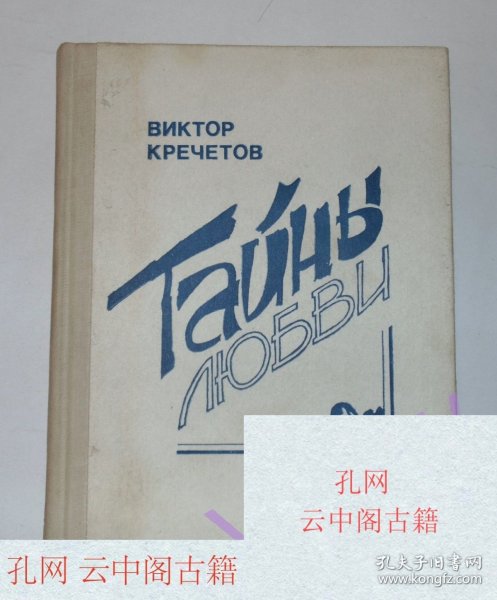 ВИКТОР
КРЕЧЕТОВ
Тайны
ЛЮБВИ
孔网
云中阁古籍
孔网 云中阁古籍
孔夫子旧书网
www.kongfz.com